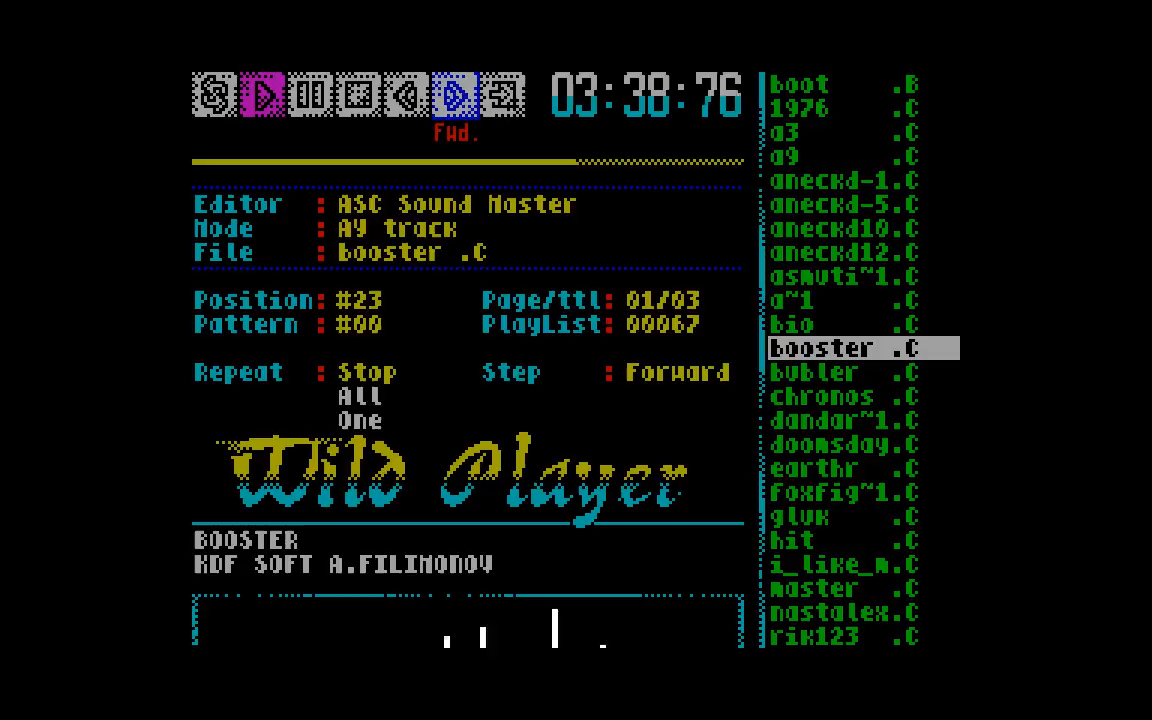 03:38:76
Fwd.
Editor : ASC Sound Master
Mode : AY track
File : booster .C
Position: #23 Page/ttl: 01/03
Pattern : #00 PlayList: 00067
Repeat : Stop Step : Forward
All
One
Wild Player
BOOSTER
KDF SOFT A.FILIMONOV
boot .B
1976 .C
a3 .C
a9 .C
aneckd-1.C
aneckd-5.C
aneckd10.C
aneckd12.C
asmuti~1.C
a~1 .C
bio .C
booster .C
bubler .C
chronos .C
dandar~1.C
doomsday.C
earthr .C
foxfig~1.C
gluk .C
hit .C
i_like_m.C
master .C
nastalex.C
rik123 .C